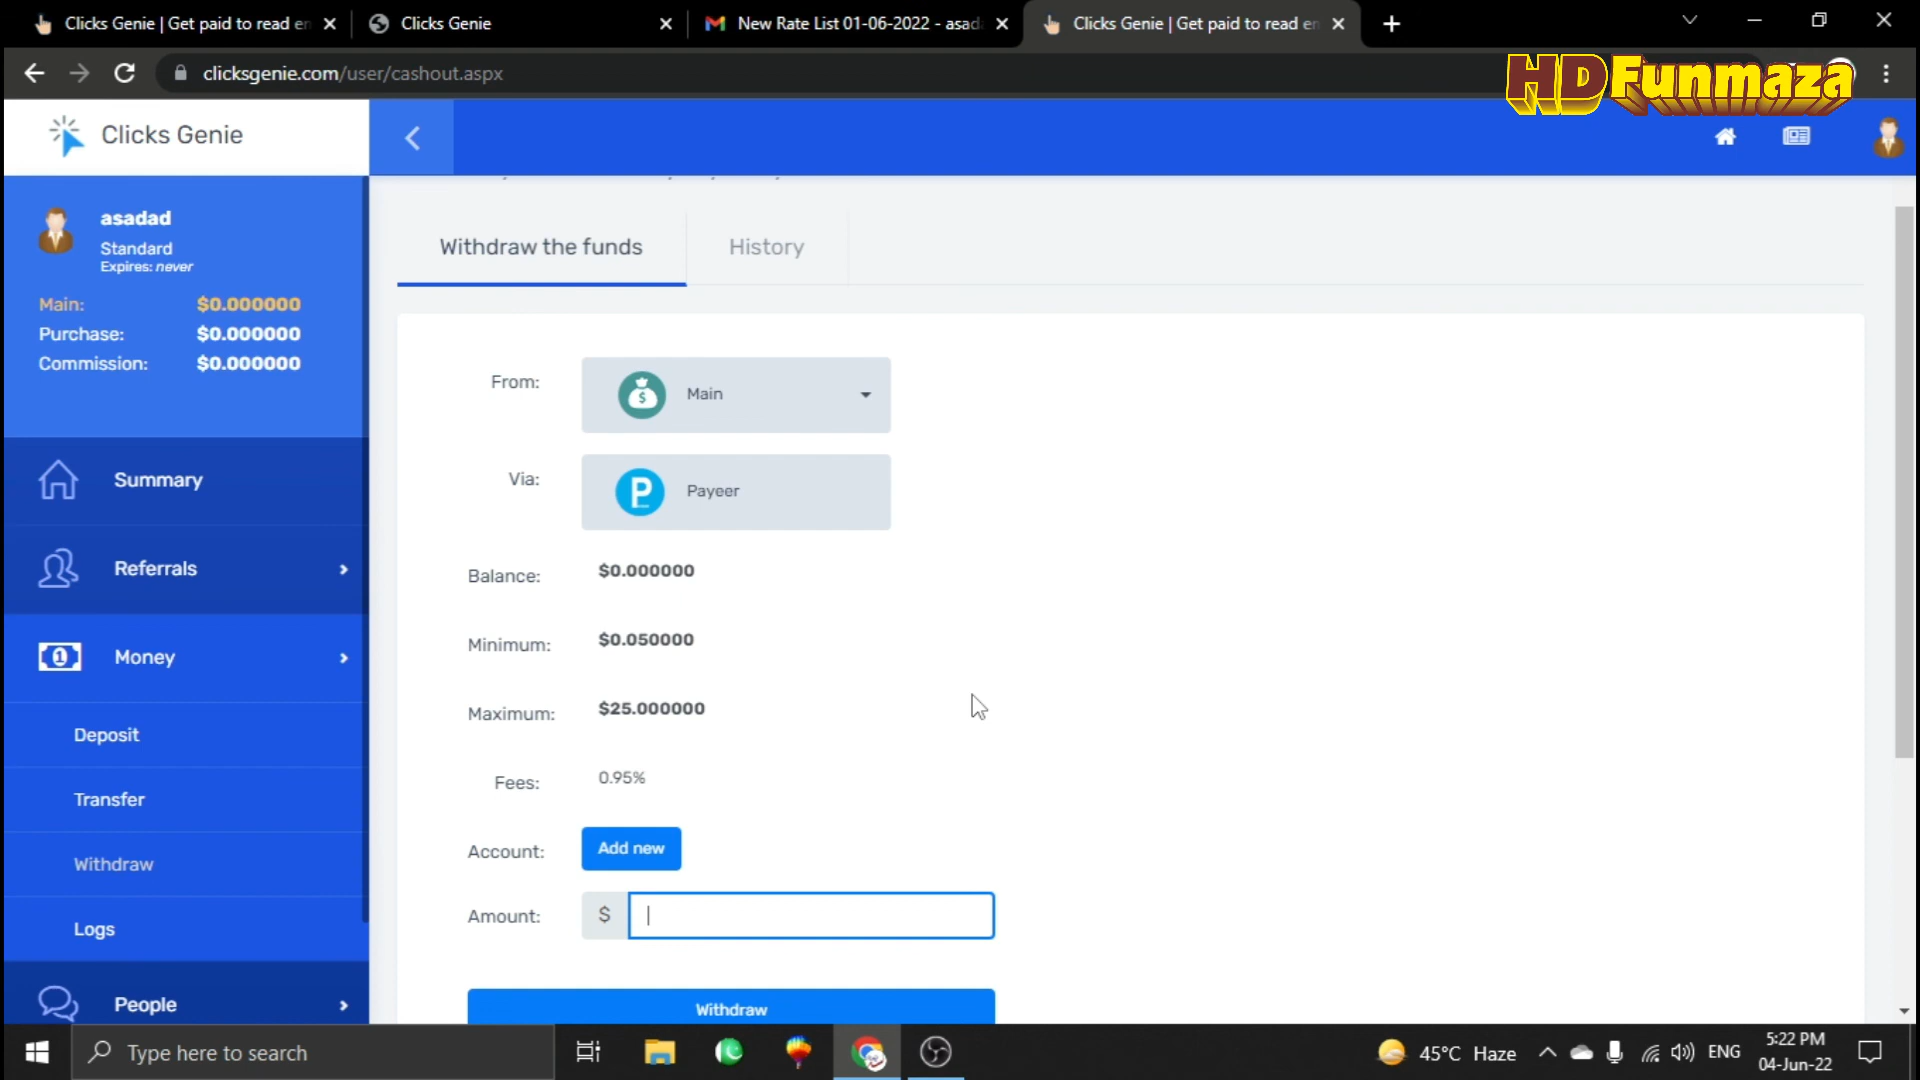 Clicks Genie | Get paid to read en
Clicks Genie
New Rate List 01-06-2022 - asad
Clicks Genie | Get paid to read en
clicksgenie.com/user/cashout.aspx
HDFunmaza
Clicks Genie
asadad
Standard
Expires: never
Main: $0.000000
Purchase: $0.000000
Commission: $0.000000
Summary
Referrals
Money
Deposit
Transfer
Withdraw
Logs
People
Withdraw the funds
History
From: Main
Via: P Payeer
Balance: $0.000000
Minimum: $0.050000
Maximum: $25.000000
Fees: 0.95%
Account: Add new
Amount: $
Withdraw
Type here to search
45°C Haze
ENG
5:22 PM
04-Jun-22